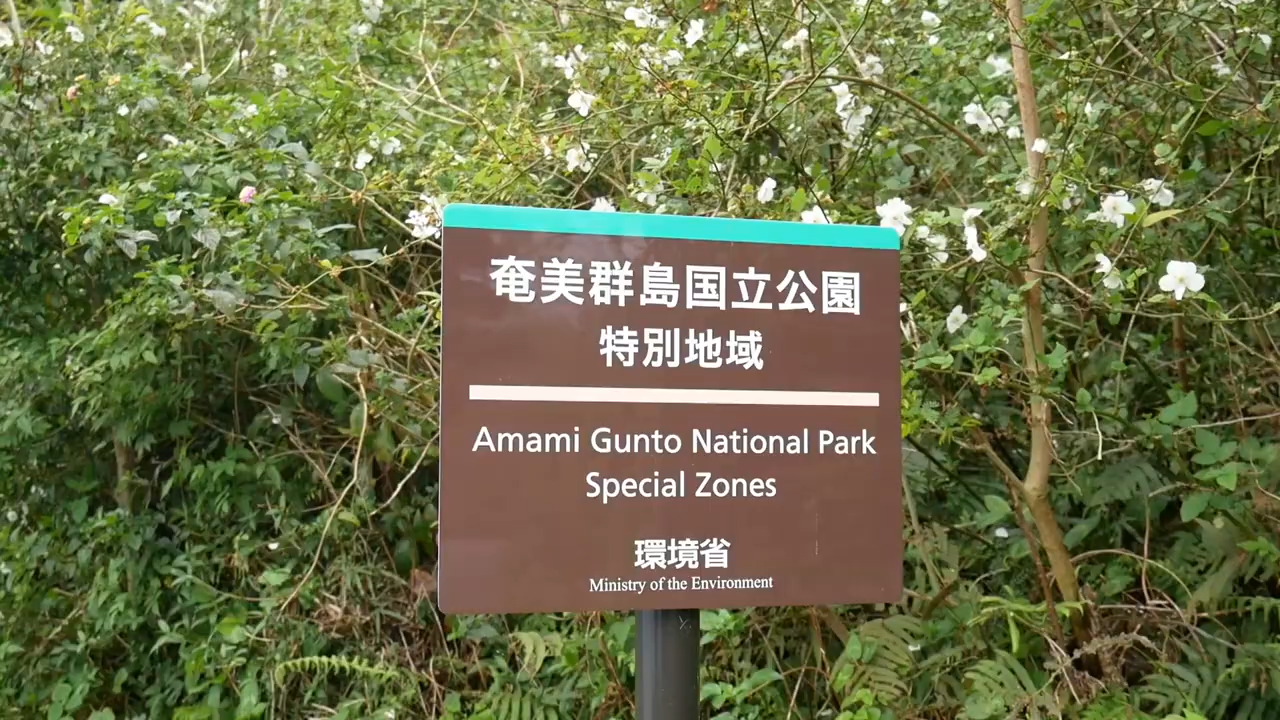 奄美群島国立公園
特別地域
Amami Gunto National Park
Special Zones
環境省
Ministry of the Environment